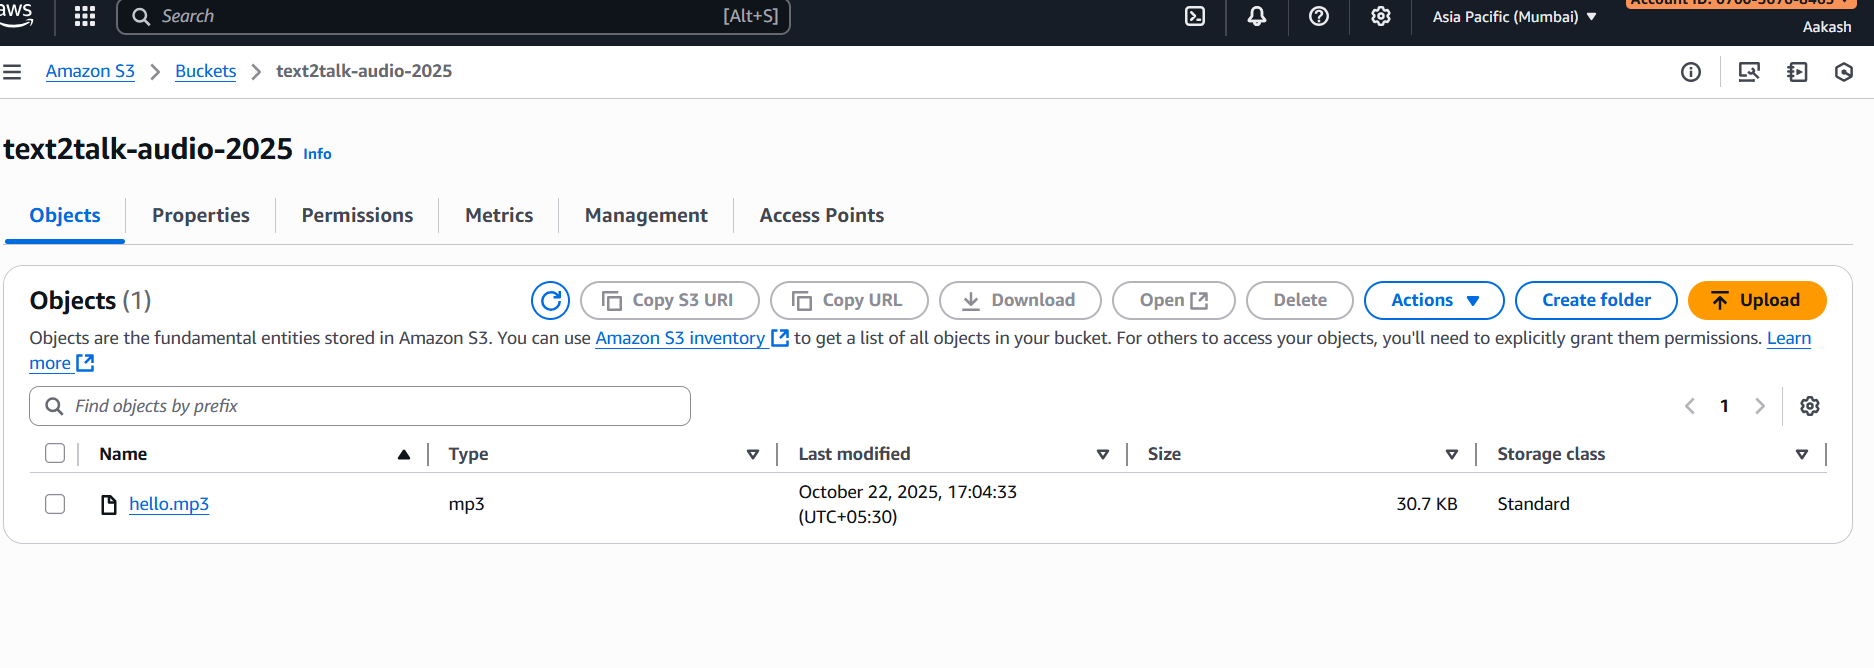 aws
Search [Alt+S]
Asia Pacific (Mumbai)
Aakash
Amazon S3 > Buckets > text2talk-audio-2025
text2talk-audio-2025 Info
Objects Properties Permissions Metrics Management Access Points
Objects (1)
Copy S3 URI Copy URL Download Open Delete Actions Create folder Upload
Objects are the fundamental entities stored in Amazon S3. You can use Amazon S3 inventory to get a list of all objects in your bucket. For others to access your objects, you'll need to explicitly grant them permissions. Learn
more
Find objects by prefix
1
Name Type Last modified Size Storage class
hello.mp3 mp3 October 22, 2025, 17:04:33 30.7 KB Standard
(UTC+05:30)